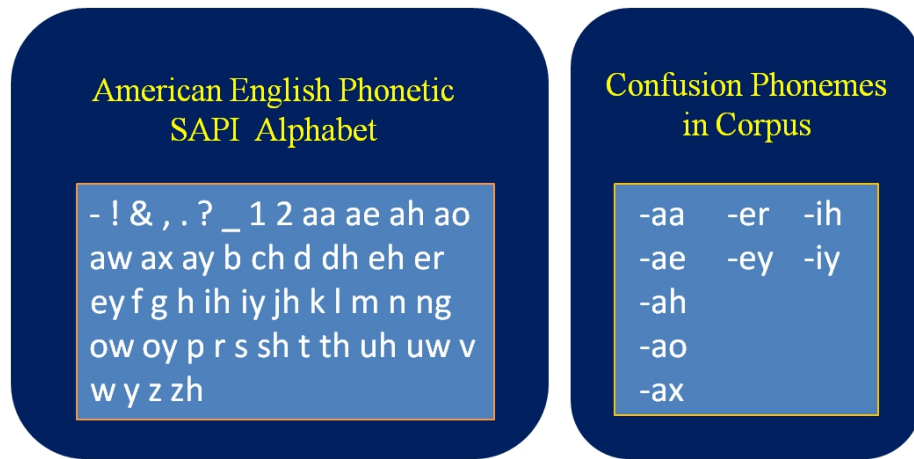 American English Phonetic
SAPI Alphabet
- ! & , . ? _ 1 2 aa ae ah ao
aw ax ay b ch d dh eh er
ey f g h ih iy jh k l m n ng
ow oy p r s sh t th uh uw v
w y z zh
Confusion Phonemes
in Corpus
-aa -er -ih
-ae -ey -iy
-ah
-ao
-ax